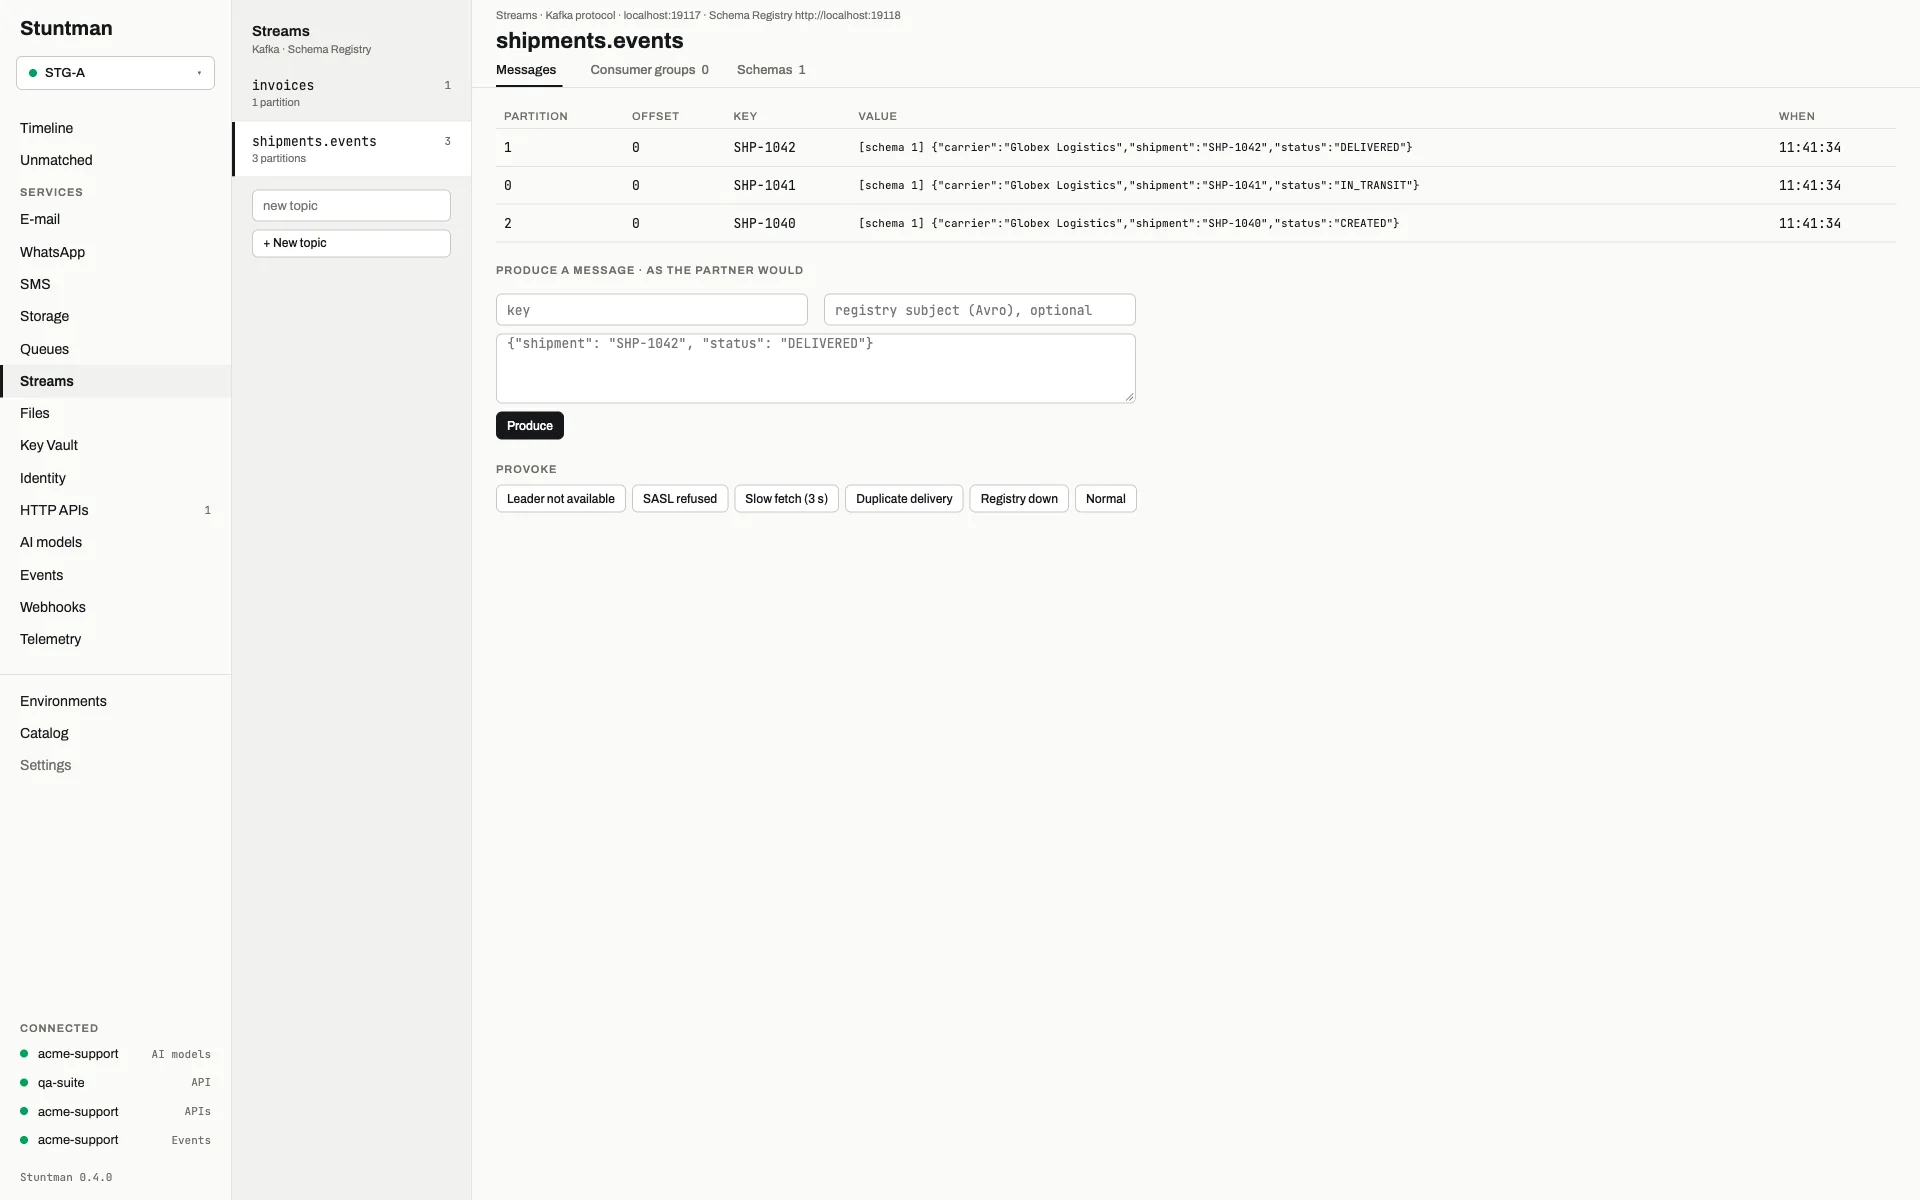 Stuntman
STG-A
Timeline
Unmatched
SERVICES
E-mail
WhatsApp
SMS
Storage
Queues
Streams
Files
Key Vault
Identity
HTTP APIs 1
AI models
Events
Webhooks
Telemetry
Environments
Catalog
Settings
CONNECTED
acme-support AI models
qa-suite API
acme-support APIs
acme-support Events
Stuntman 0.4.0
Streams
Kafka · Schema Registry
invoices 1
1 partition
shipments.events 3
3 partitions
new topic
+ New topic
Streams · Kafka protocol · localhost:19117 · Schema Registry http://localhost:19118
shipments.events
Messages Consumer groups 0 Schemas 1
PARTITION OFFSET KEY VALUE WHEN
1 0 SHP-1042 [schema 1] {"carrier":"Globex Logistics","shipment":"SHP-1042","status":"DELIVERED"} 11:41:34
0 0 SHP-1041 [schema 1] {"carrier":"Globex Logistics","shipment":"SHP-1041","status":"IN_TRANSIT"} 11:41:34
2 0 SHP-1040 [schema 1] {"carrier":"Globex Logistics","shipment":"SHP-1040","status":"CREATED"} 11:41:34
PRODUCE A MESSAGE · AS THE PARTNER WOULD
key registry subject (Avro), optional
{"shipment": "SHP-1042", "status": "DELIVERED"}
Produce
PROVOKE
Leader not available SASL refused Slow fetch (3 s) Duplicate delivery Registry down Normal